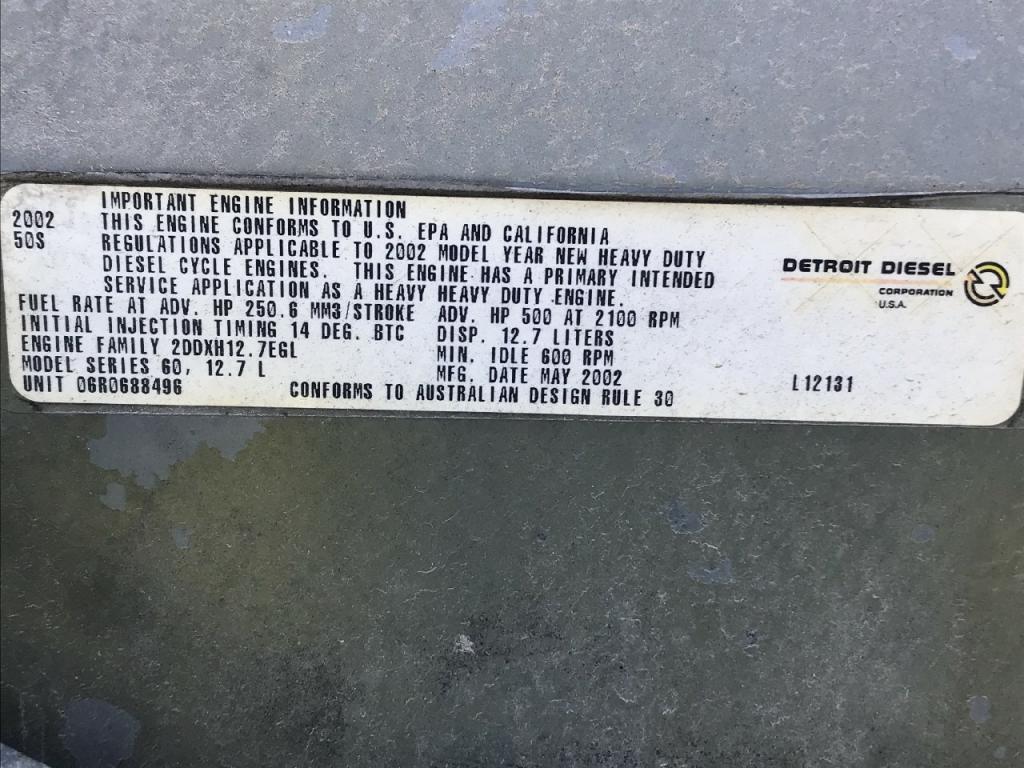 IMPORTANT ENGINE INFORMATION
2002 THIS ENGINE CONFORMS TO U.S. EPA AND CALIFORNIA
50S REGULATIONS APPLICABLE TO 2002 MODEL YEAR NEW HEAVY DUTY
DIESEL CYCLE ENGINES. THIS ENGINE HAS A PRIMARY INTENDED
SERVICE APPLICATION AS A HEAVY HEAVY DUTY ENGINE.
FUEL RATE AT ADV. HP 250.6 MM3/STROKE ADV. HP 500 AT 2100 RPM
INITIAL INJECTION TIMING 14 DEG. BTC DISP. 12.7 LITERS
ENGINE FAMILY 2DDXH12.7EGL MIN. IDLE 600 RPM
MODEL SERIES 60, 12.7 L MFG. DATE MAY 2002
UNIT 06R0688496 CONFORMS TO AUSTRALIAN DESIGN RULE 30
DETROIT DIESEL
CORPORATION
U.S.A.
L12131